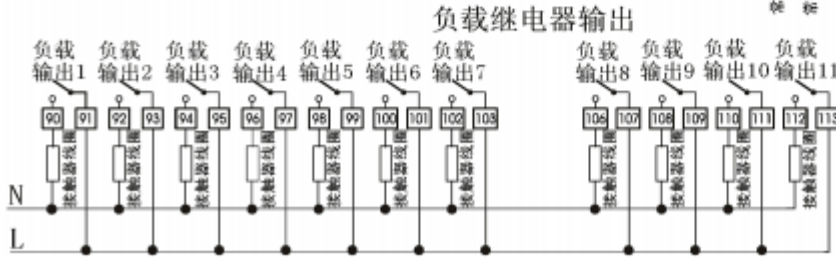 负载继电器输出
负载 负载 负载 负载 负载 负载 负载 负载 负载 负载 负载
输出1 输出2 输出3 输出4 输出5 输出6 输出7 输出8 输出9 输出10 输出11
90 91 92 93 94 95 96 97 98 99 100 101 102 103 106 107 108 109 110 111 112 113
接触器线圈 接触器线圈 接触器线圈 接触器线圈 接触器线圈 接触器线圈 接触器线圈 接触器线圈 接触器线圈 接触器线圈 接触器线圈
N
L